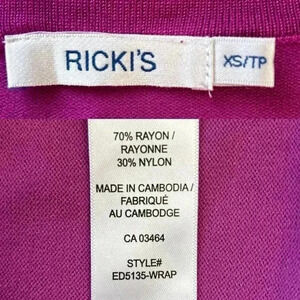 RICKI'S
XS/TP
70% RAYON /
RAYONNE
30% NYLON
MADE IN CAMBODIA /
FABRIQUÉ
AU CAMBODGE
CA 03464
STYLE#
ED5135-WRAP